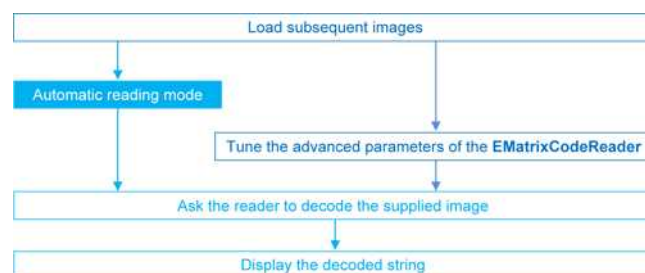 Load subsequent images
Automatic reading mode
Tune the advanced parameters of the EMatrixCodeReader
Ask the reader to decode the supplied image
Display the decoded string